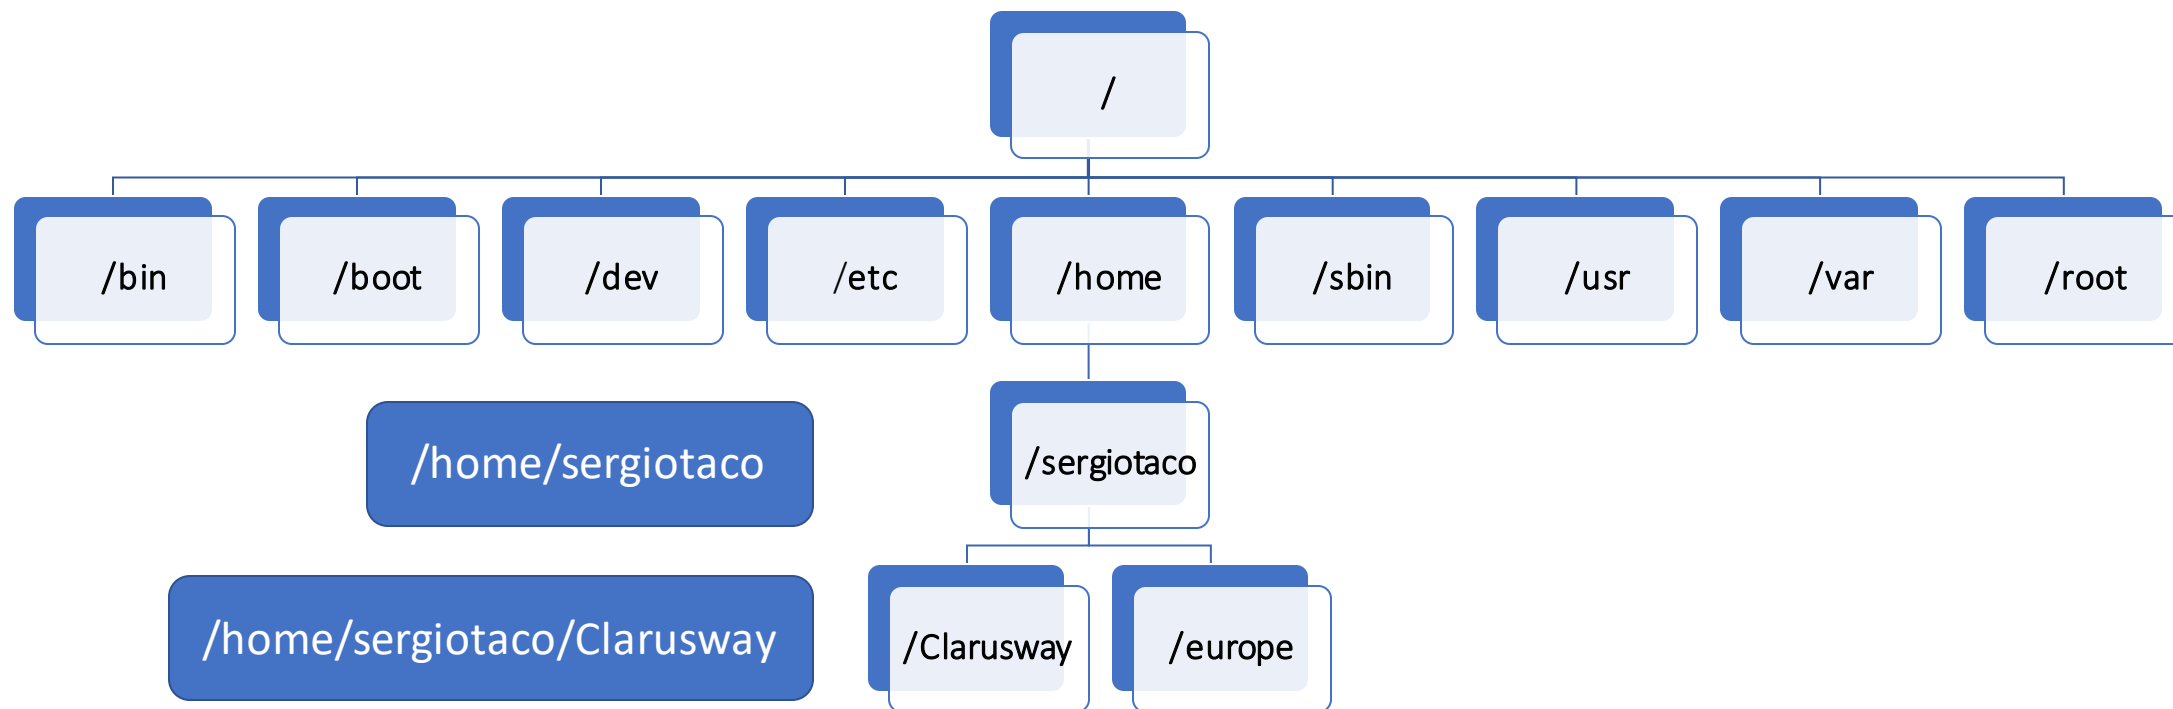 /
/bin
/boot
/dev
/etc
/home
/sbin
/usr
/var
/root
/home/sergiotaco
/sergiotaco
/home/sergiotaco/Clarusway
/Clarusway
/europe